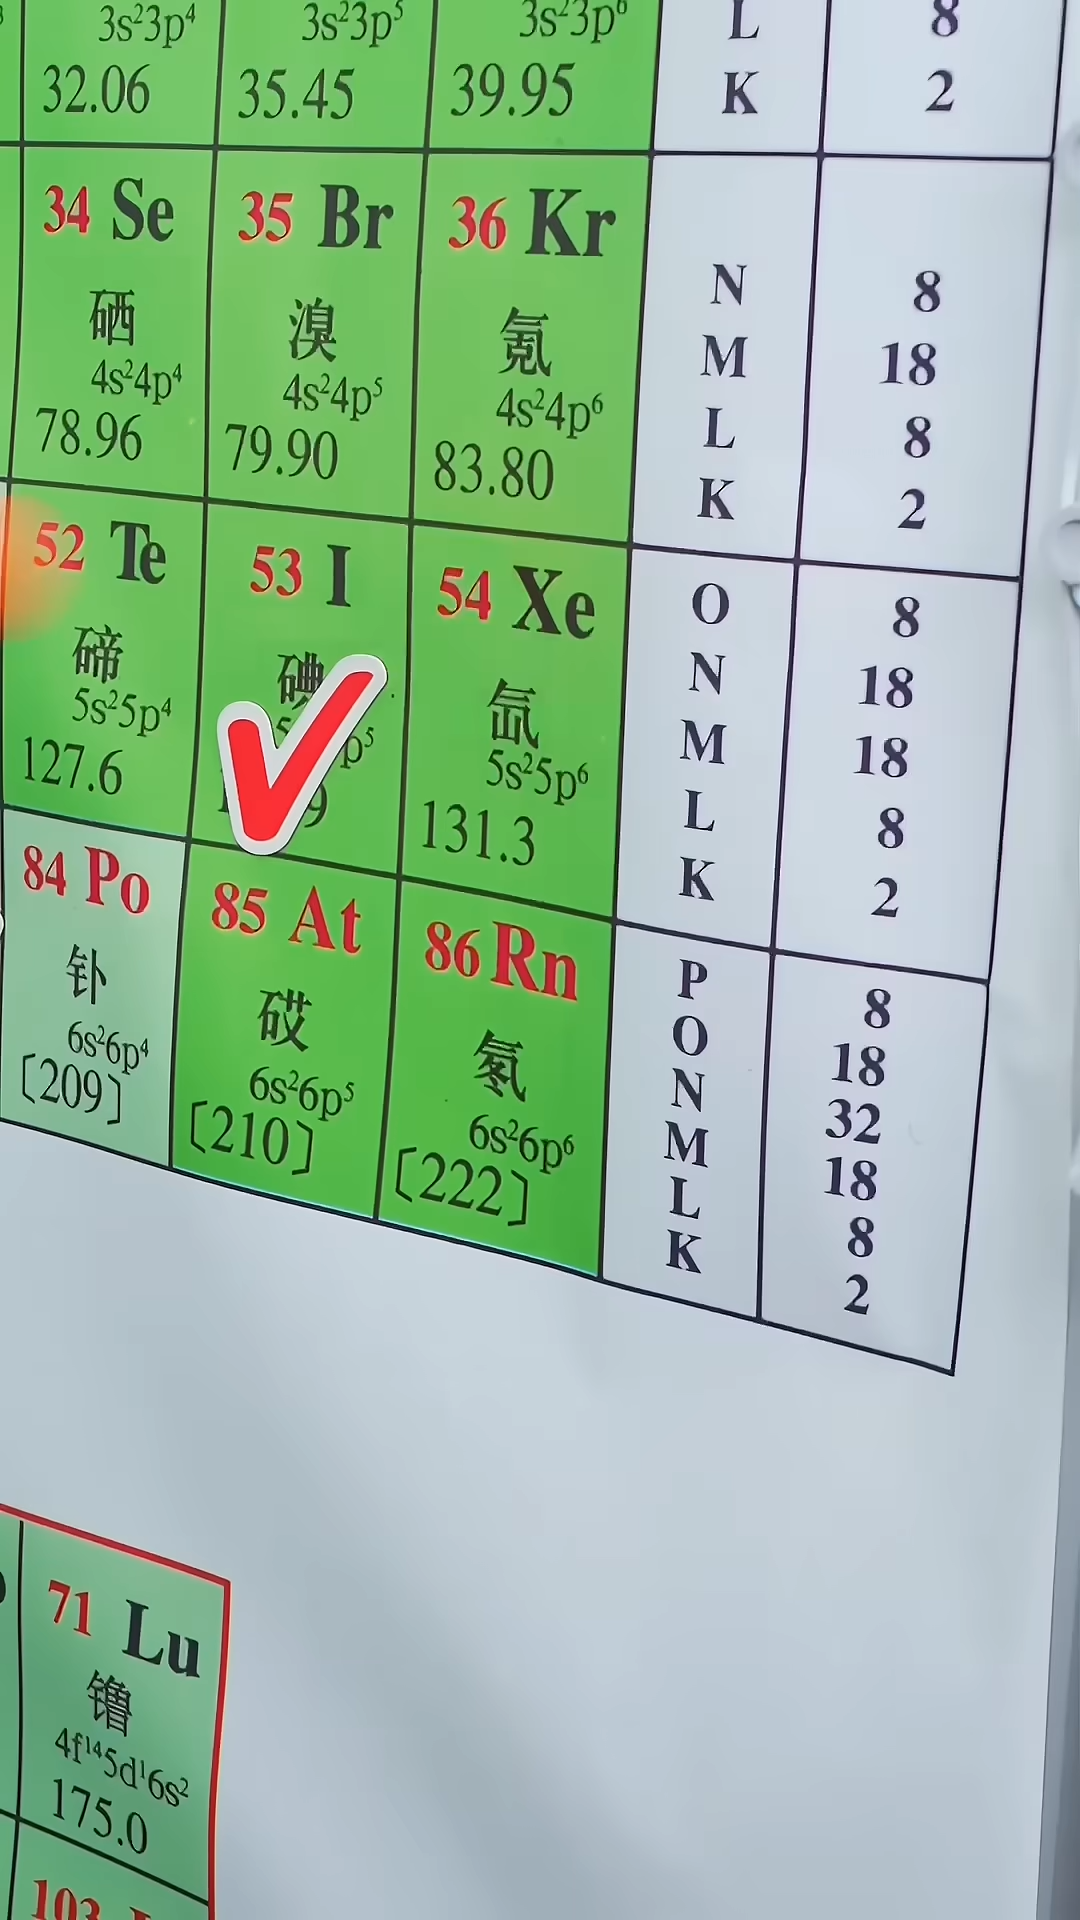 3s²3p⁴
32.06
3s²3p⁵
35.45
3s²3p⁶
39.95
L 8
K 2
34 Se
硒
4s²4p⁴
78.96
35 Br
溴
4s²4p⁵
79.90
36 Kr
氪
4s²4p⁶
83.80
N 8
M 18
L 8
K 2
52 Te
碲
5s²5p⁴
127.6
53 I
碘
p⁵
9
54 Xe
氙
5s²5p⁶
131.3
O 8
N 18
M 18
L 8
K 2
84 Po
钋
6s²6p⁴
〔209〕
85 At
砹
6s²6p⁵
〔210〕
86 Rn
氡
6s²6p⁶
〔222〕
P 8
O 18
N 32
M 18
L 8
K 2
71 Lu
镥
4f¹⁴5d¹6s²
175.0
103